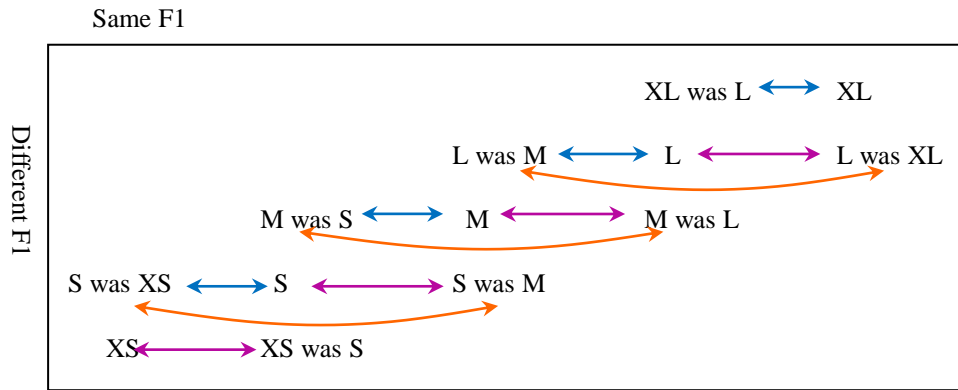 Same F1
Different F1
XL was L XL
L was M L L was XL
M was S M M was L
S was XS S S was M
XS XS was S